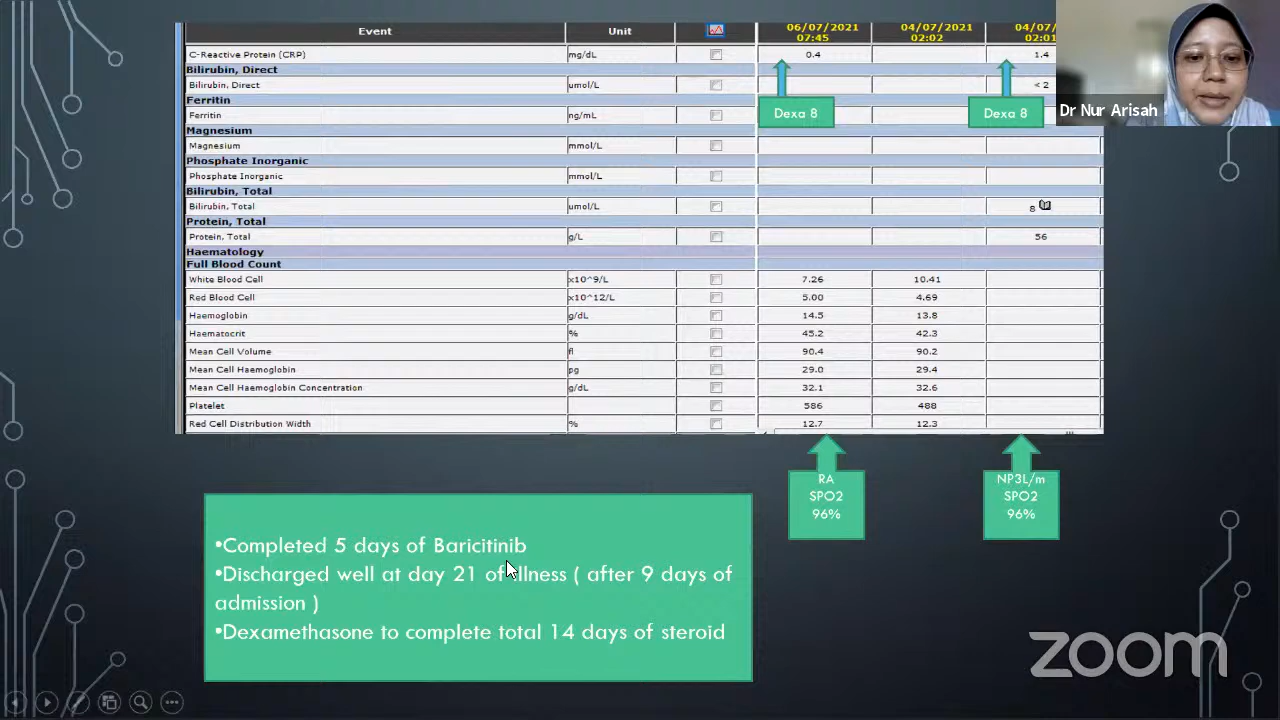 Event Unit 06/07/2021 07:45 04/07/2021 02:02 04/07/ 02:01
C-Reactive Protein (CRP) mg/dL 0.4 1.4
Bilirubin, Direct
Bilirubin, Direct umol/L < 2
Dexa 8 Dexa 8 Dr Nur Arisah
Ferritin
Ferritin ng/mL
Magnesium
Magnesium mmol/L
Phosphate Inorganic
Phosphate Inorganic mmol/L
Bilirubin, Total
Bilirubin, Total umol/L 8
Protein, Total
Protein, Total g/L 56
Haematology
Full Blood Count
White Blood Cell x10^9/L 7.26 10.41
Red Blood Cell x10^12/L 5.00 4.69
Haemoglobin g/dL 14.5 13.8
Haematocrit % 45.2 42.3
Mean Cell Volume fl 90.4 90.2
Mean Cell Haemoglobin pg 29.0 29.4
Mean Cell Haemoglobin Concentration g/dL 32.1 32.6
Platelet 586 488
Red Cell Distribution Width % 12.7 12.3
RA
SPO2
96%
NP3L/m
SPO2
96%
•Completed 5 days of Baricitinib
•Discharged well at day 21 of illness ( after 9 days of
admission )
•Dexamethasone to complete total 14 days of steroid
zoom